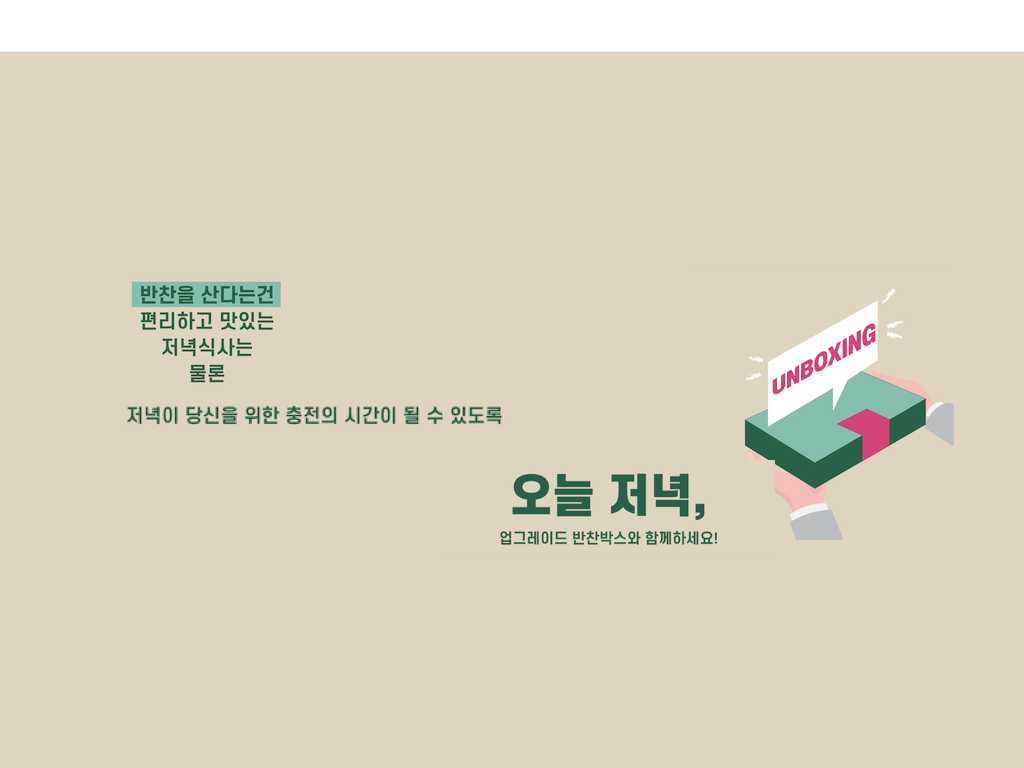 반찬을 산다는건
편리하고 맛있는
저녁식사는
물론
저녁이 당신을 위한 충전의 시간이 될 수 있도록
UNBOXING
오늘 저녁,
업그레이드 반찬박스와 함께하세요!